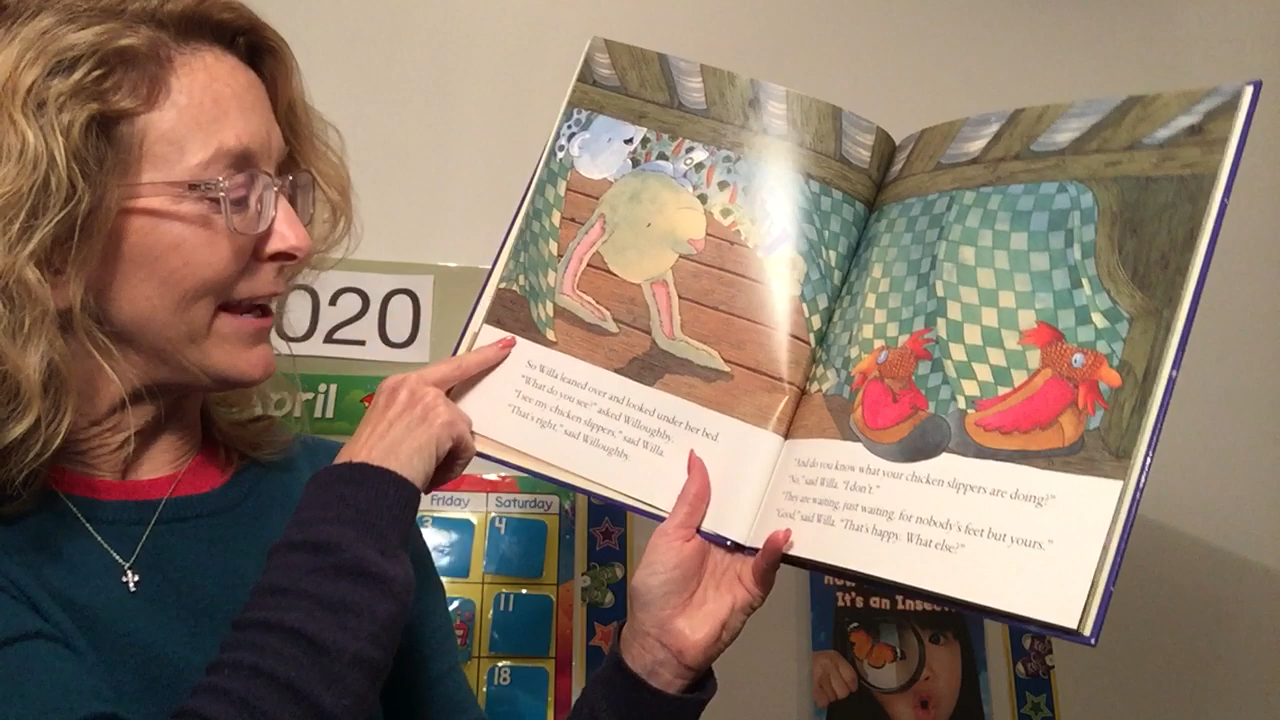 020
pril
Friday
Saturday
3
4
11
18
So Willa leaned over and looked under her bed.
"What do you see?" asked Willoughby.
"I see my chicken slippers," said Willa.
"That's right," said Willoughby.
"And do you know what your chicken slippers are doing?"
"No," said Willa. "I don't."
"They are waiting, just waiting, for nobody's feet but yours."
"Good," said Willa. "That's happy. What else?"
It's an Insect